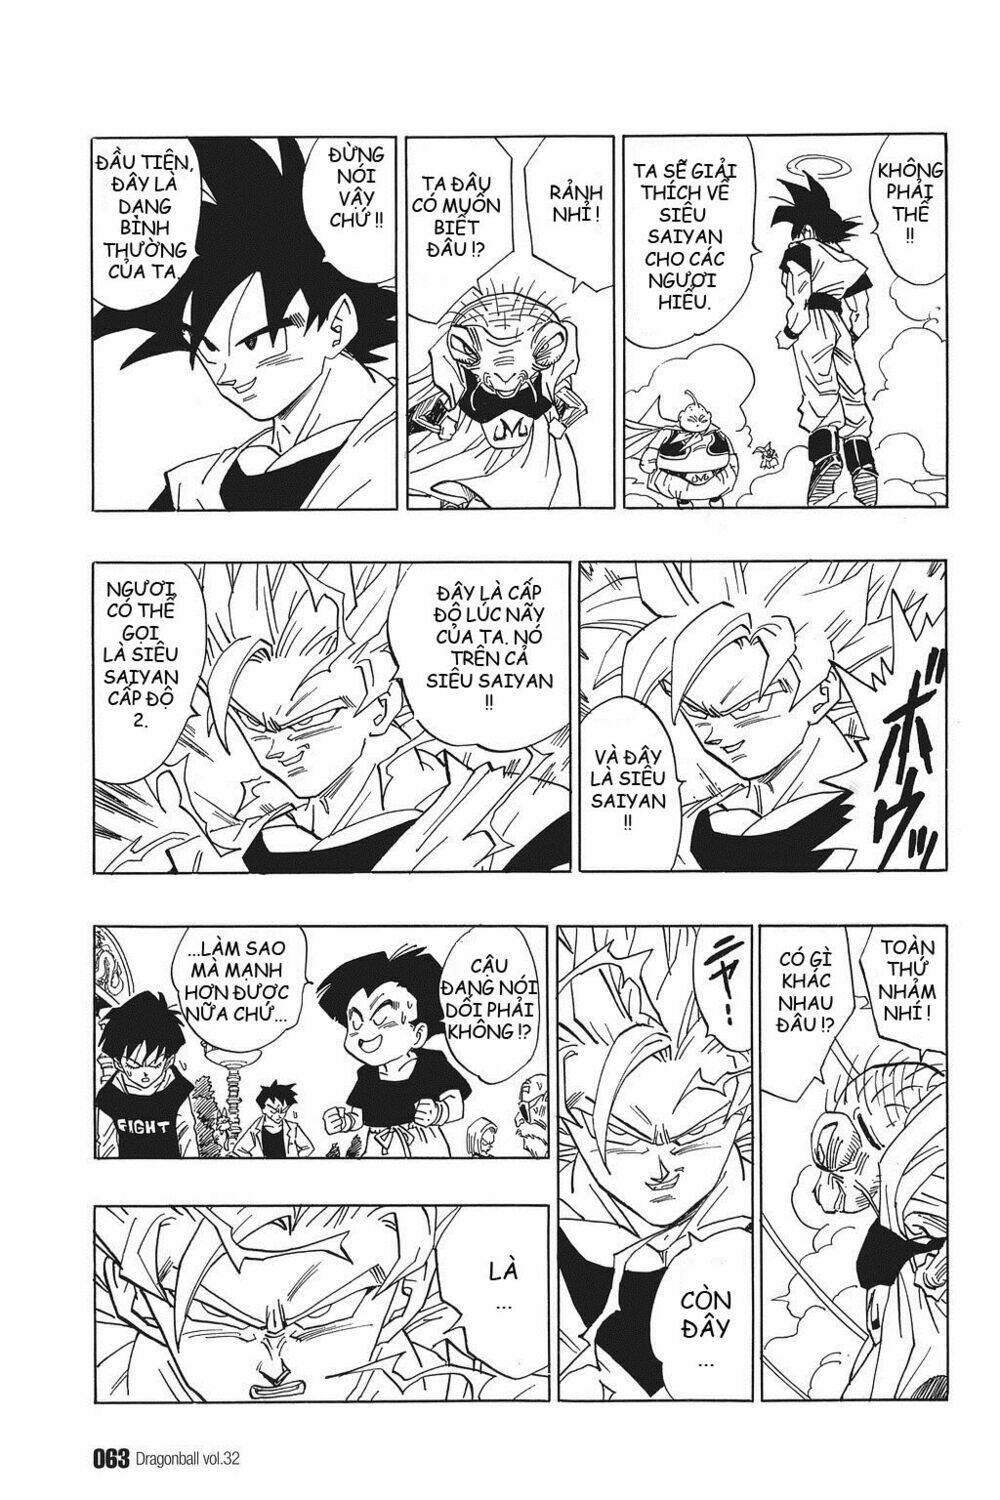 KHÔNG
PHẢI
THẾ
!!
TA SẼ GIẢI
THÍCH VỀ
SIÊU
SAIYAN
CHO CÁC
NGƯƠI
HIỂU.
RẢNH
NHỈ !
TA ĐÂU
CÓ MUỐN
BIẾT
ĐÂU !?
M
ĐỪNG
NÓI
VẬY
CHỨ !!
ĐẦU TIÊN,
ĐÂY LÀ
DẠNG
BÌNH
THƯỜNG
CỦA TA.
ボウッ
VÀ ĐÂY
LÀ SIÊU
SAIYAN
!!
ĐÂY LÀ CẤP
ĐỘ LÚC NÃY
CỦA TA. NÓ
TRÊN CẢ
SIÊU SAIYAN
!!
NGƯƠI
CÓ THỂ
GỌI
LÀ SIÊU
SAIYAN
CẤP ĐỘ
2.
TOÀN
THỨ
NHẢM
NHÍ !
CÓ GÌ
KHÁC
NHAU
ĐÂU !?
ニヤ…!
CÒN
ĐÂY
...
CẬU
ĐANG NÓI
DỐI PHẢI
KHÔNG !?
...LÀM SAO
MÀ MẠNH
HƠN ĐƯỢC
NỮA CHỨ...
FIGHT
LÀ
...
063 Dragonball vol.32